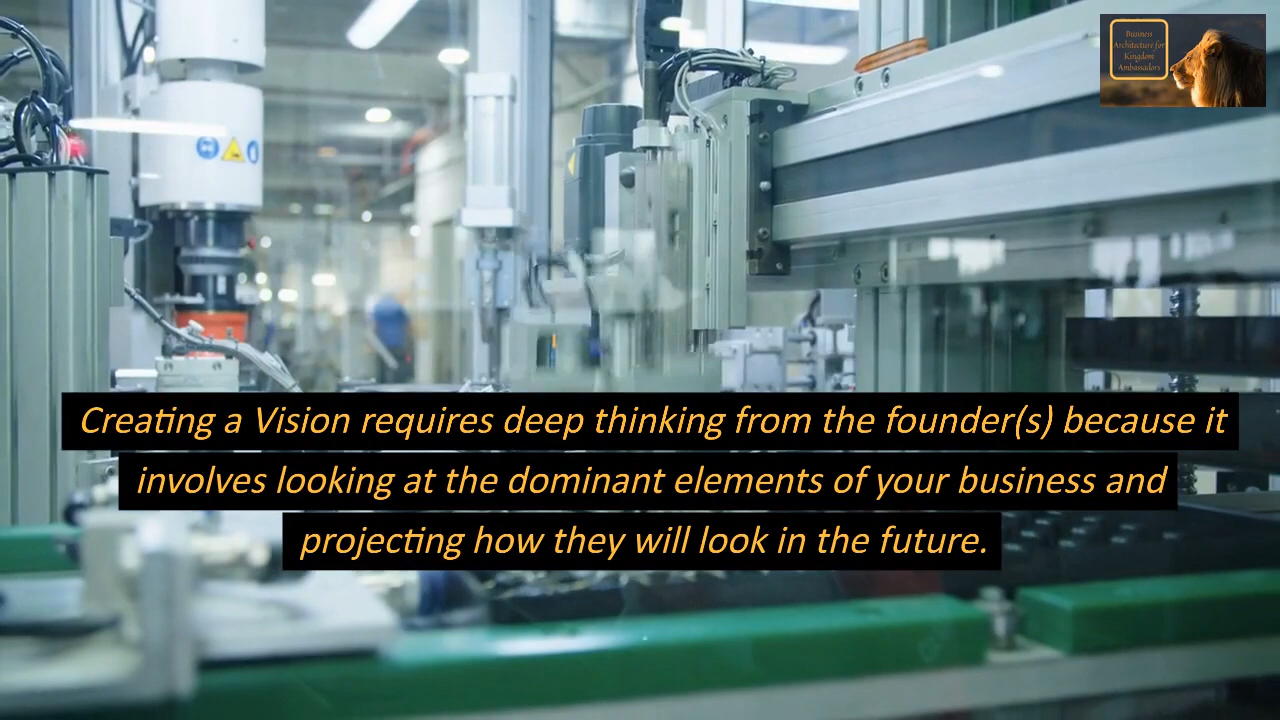 Business
Architecture for
Kingdom
Ambassadors
Creating a Vision requires deep thinking from the founder(s) because it
involves looking at the dominant elements of your business and
projecting how they will look in the future.